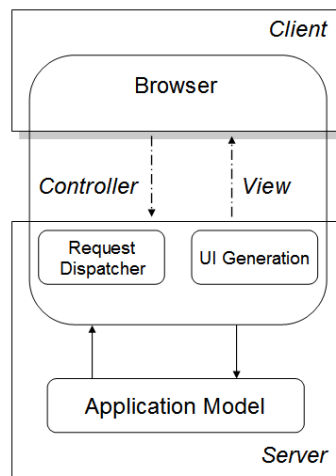 Client
Browser
Controller
View
Request
Dispatcher
UI Generation
Application Model
Server